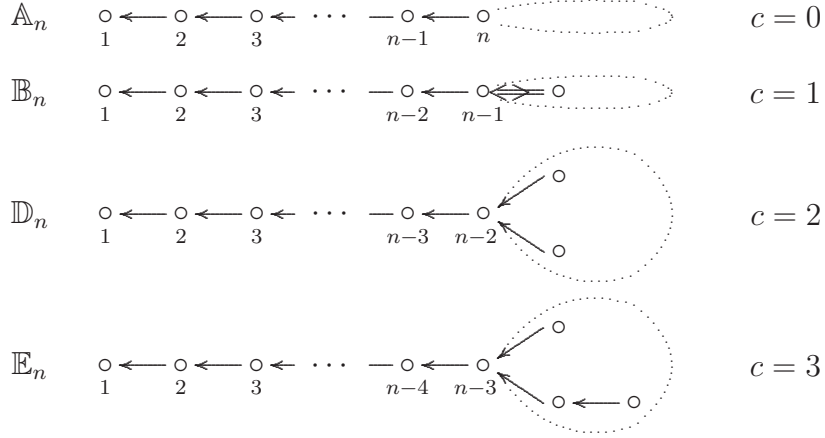 𝔸ₙ 1 2 3 ⋯ n−1 n c = 0
𝔹ₙ 1 2 3 ⋯ n−2 n−1 c = 1
𝔻ₙ 1 2 3 ⋯ n−3 n−2 c = 2
𝔼ₙ 1 2 3 ⋯ n−4 n−3 c = 3